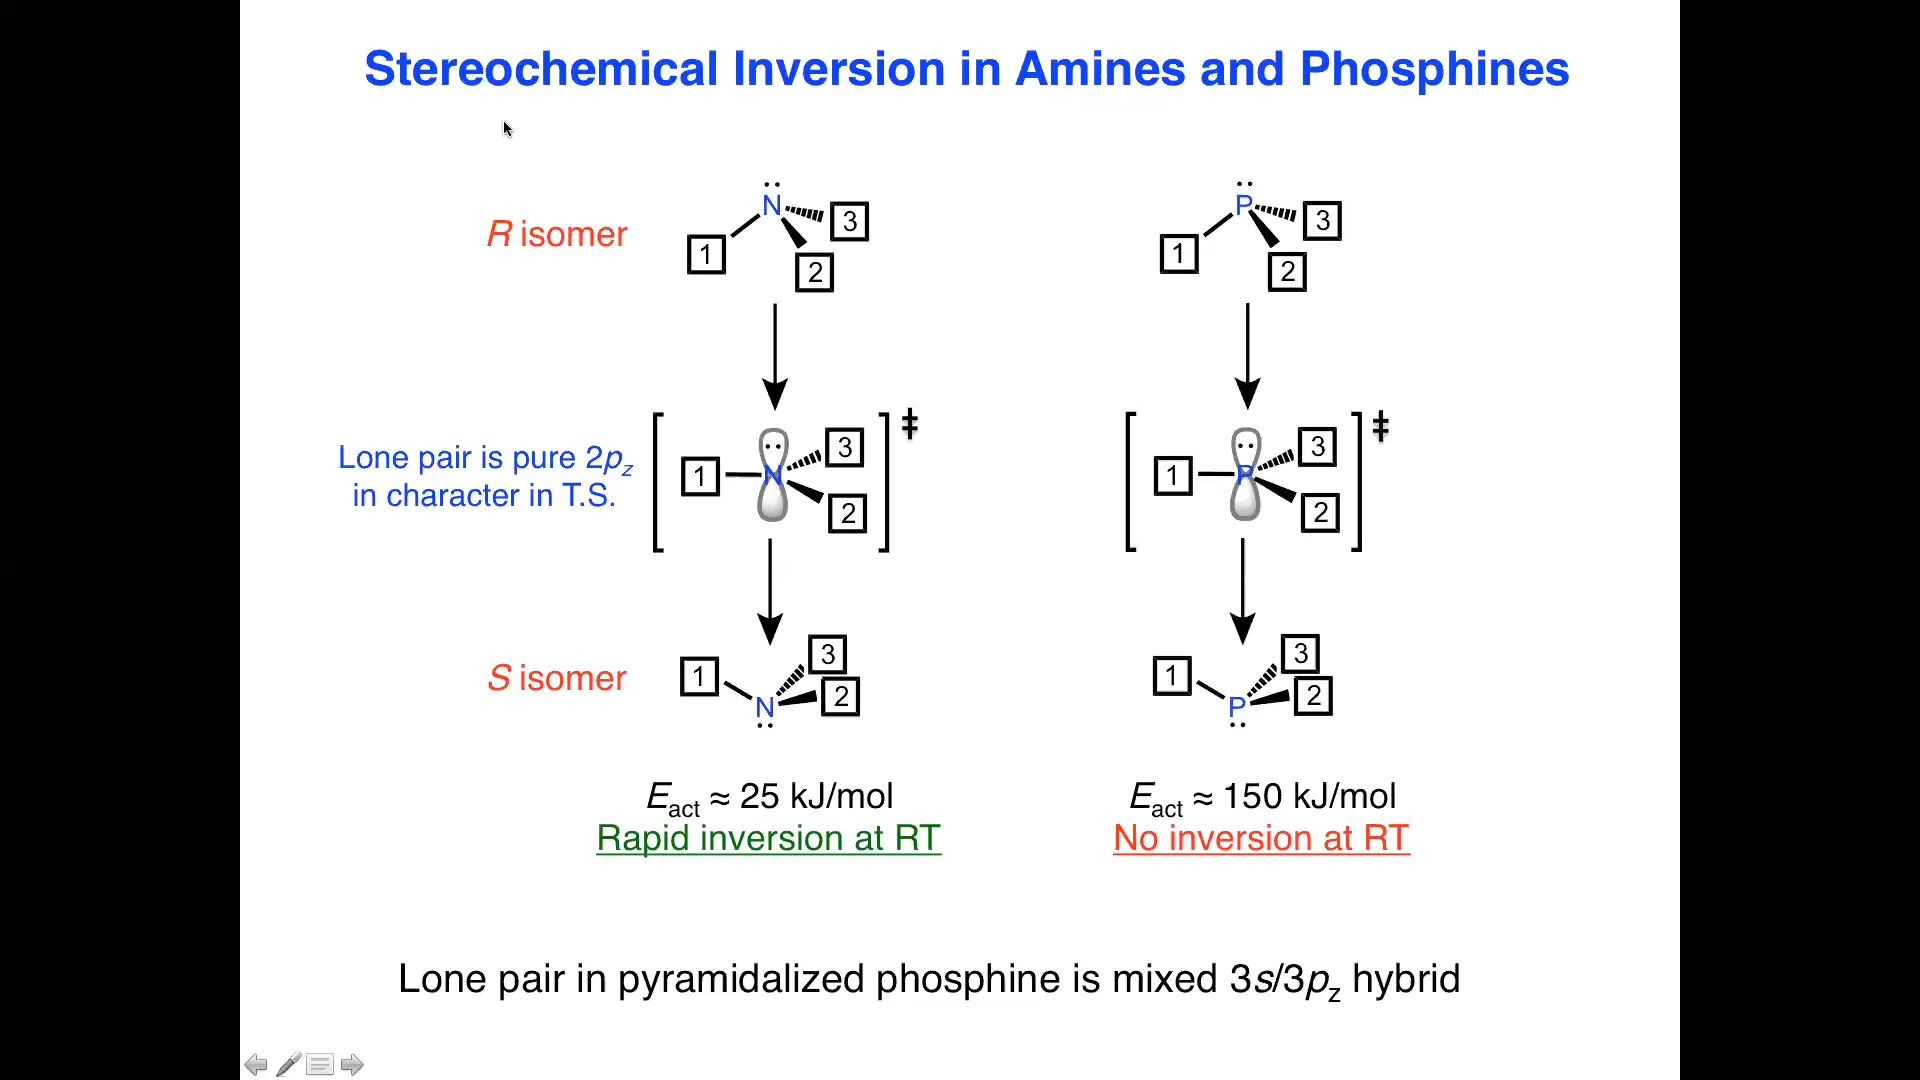 Stereochemical Inversion in Amines and Phosphines
R isomer
N
3
1
2
P
3
1
2
Lone pair is pure 2pz
in character in T.S.
1
N
3
2
‡
1
P
3
2
‡
S isomer
1
3
2
N
1
3
2
P
Eact ≈ 25 kJ/mol
Rapid inversion at RT
Eact ≈ 150 kJ/mol
No inversion at RT
Lone pair in pyramidalized phosphine is mixed 3s/3pz hybrid